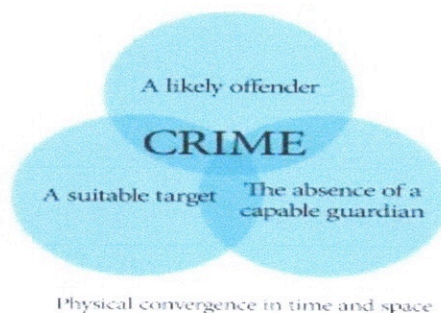 A likely offender
CRIME
A suitable target
The absence of a
capable guardian
Physical convergence in time and space